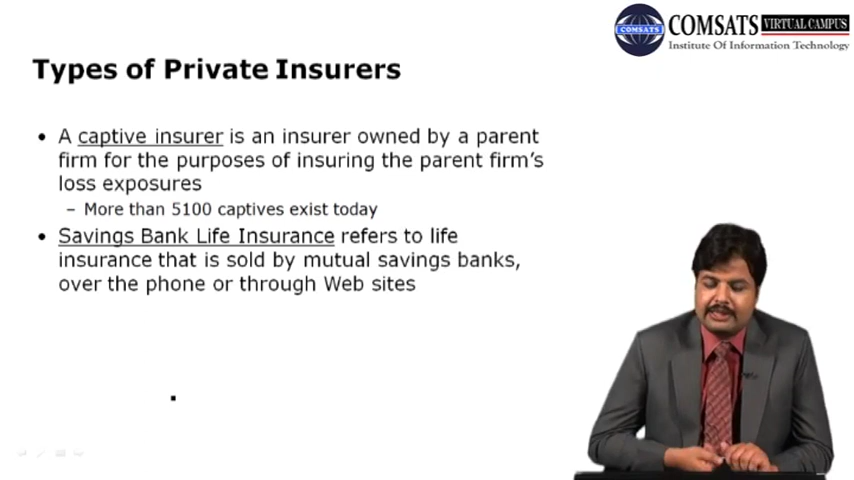 COMSATS
COMSATS VIRTUAL CAMPUS
Institute Of Information Technology
Types of Private Insurers
• A captive insurer is an insurer owned by a parent
firm for the purposes of insuring the parent firm's
loss exposures
– More than 5100 captives exist today
• Savings Bank Life Insurance refers to life
insurance that is sold by mutual savings banks,
over the phone or through Web sites